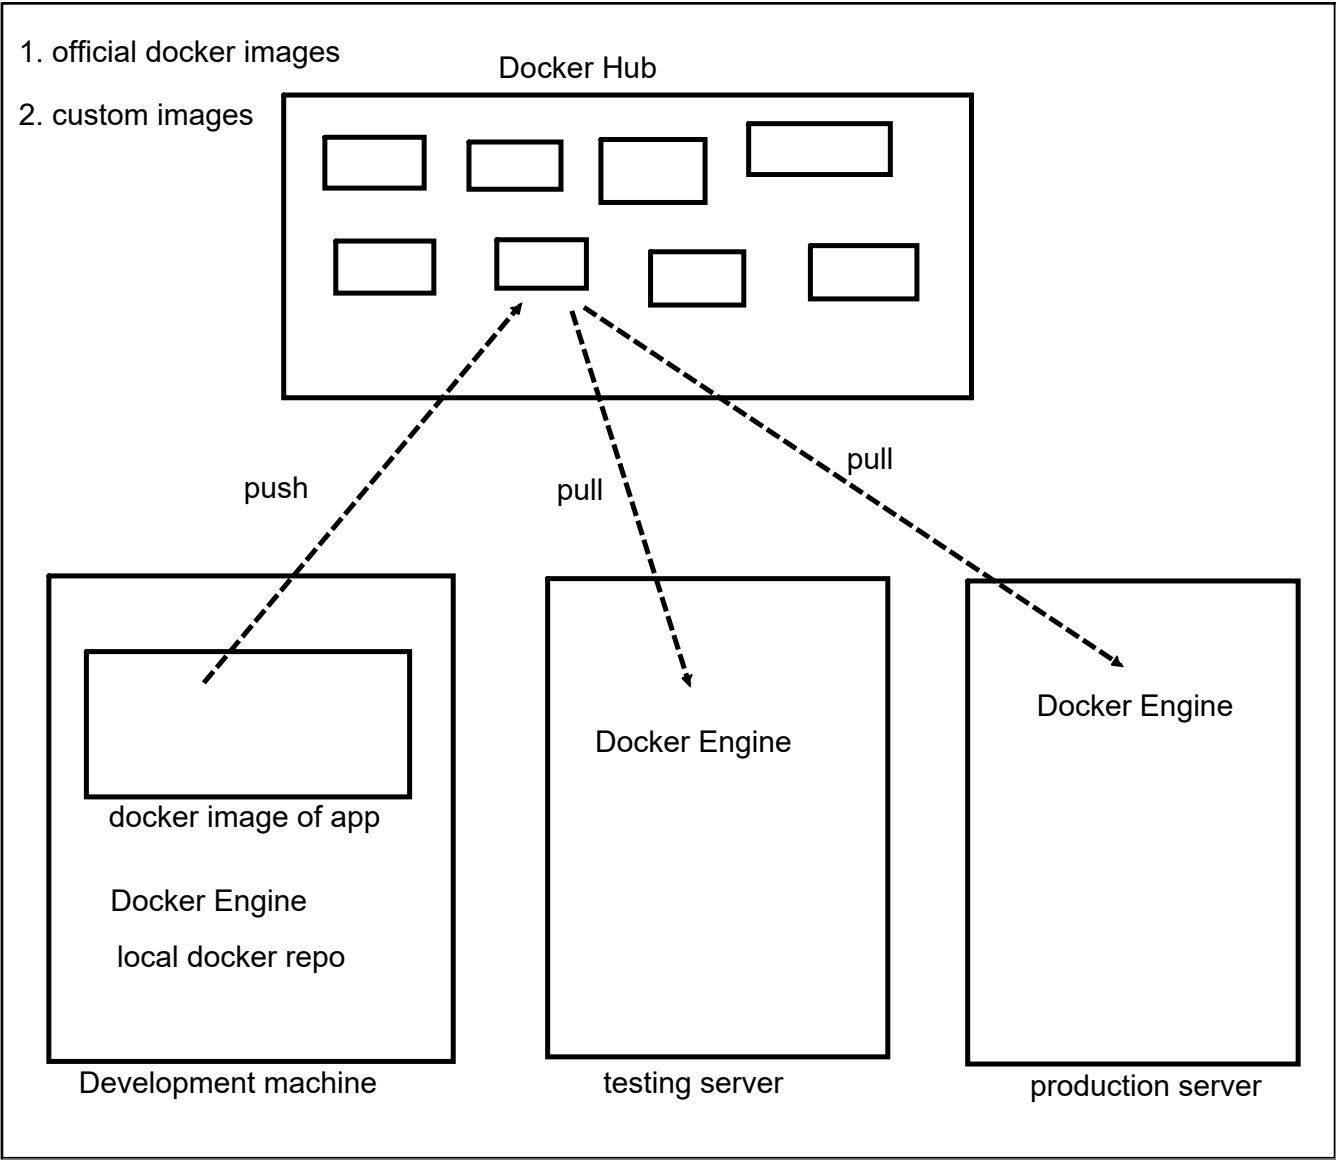 1. official docker images
2. custom images
Docker Hub
push
pull
pull
docker image of app
Docker Engine
local docker repo
Development machine
Docker Engine
testing server
Docker Engine
production server